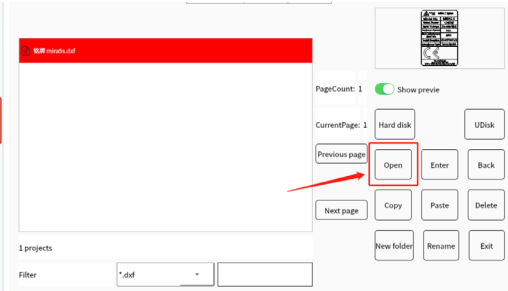 铭牌 mira5s.dxf
PageCount: 1
Show previe
CurrentPage: 1
Hard disk
UDisk
Previous page
Open
Enter
Back
Next page
Copy
Paste
Delete
New folder
Rename
Exit
1 projects
Filter
*.dxf